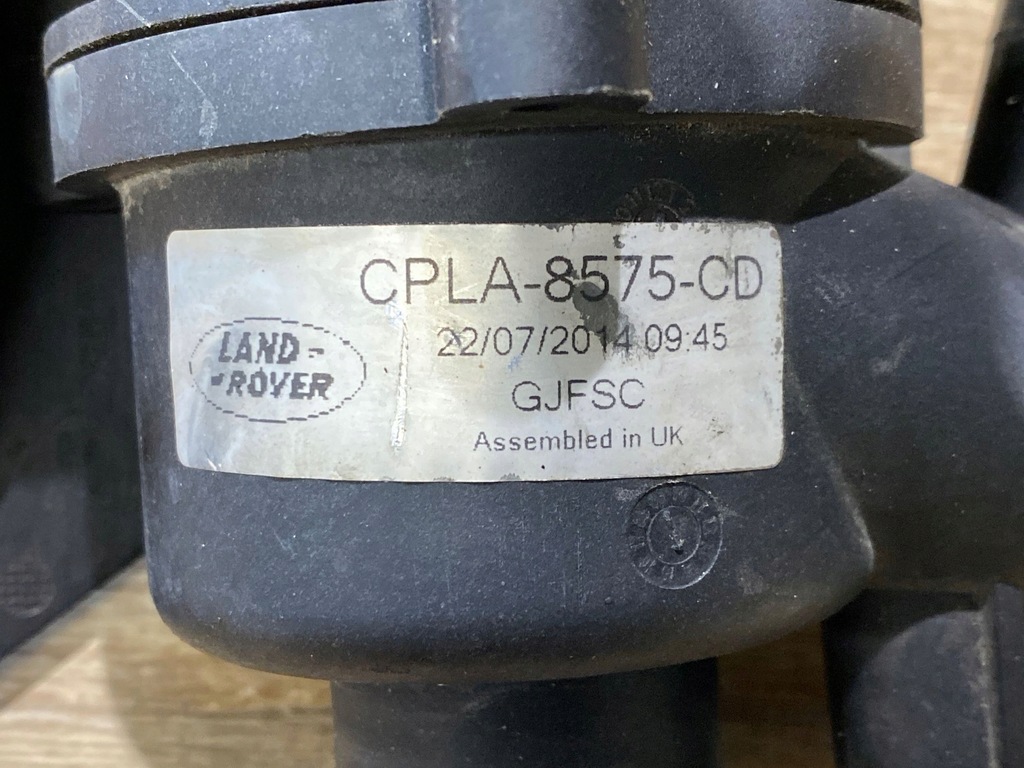 CPLA-8575-CD
22/07/2014 09:45
LAND-
-ROVER
GJFSC
Assembled in UK